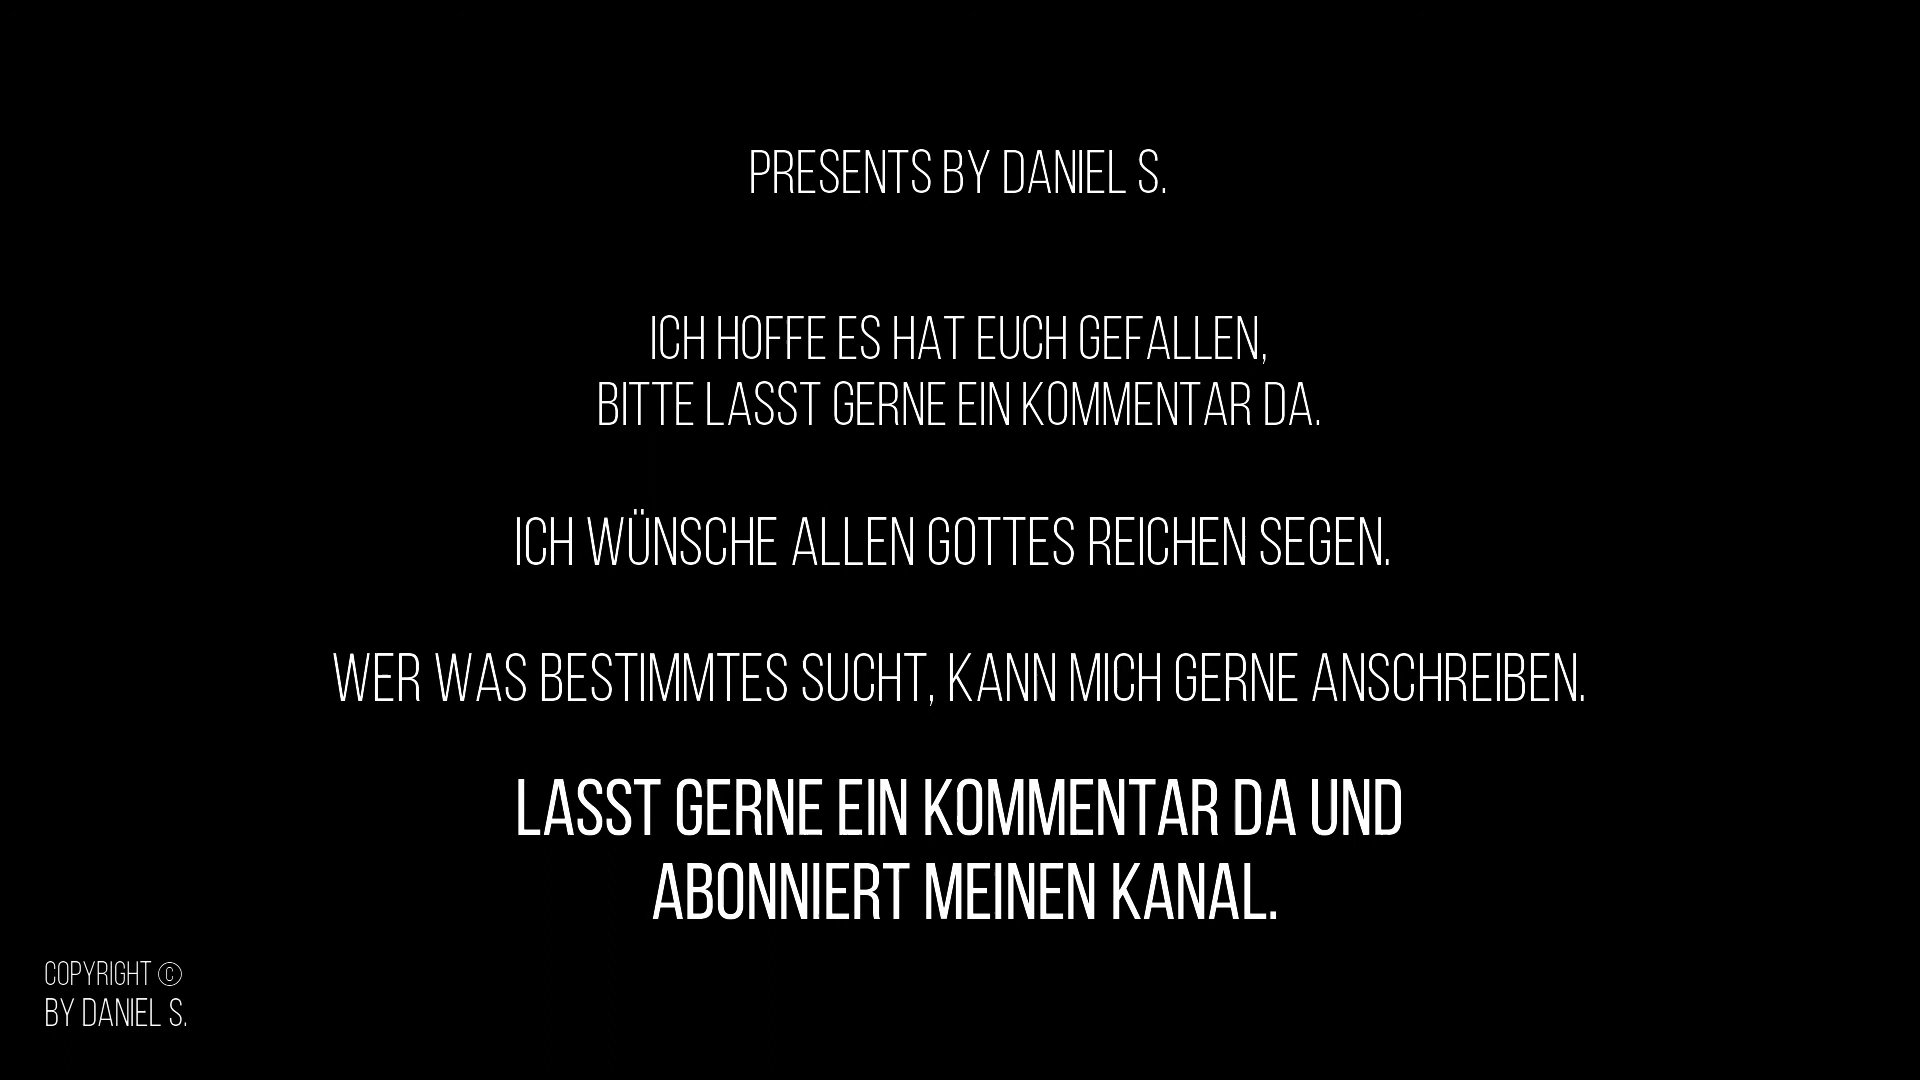 PRESENTS BY DANIEL S.
ICH HOFFE ES HAT EUCH GEFALLEN,
BITTE LASST GERNE EIN KOMMENTAR DA.
ICH WÜNSCHE ALLEN GOTTES REICHEN SEGEN.
WER WAS BESTIMMTES SUCHT, KANN MICH GERNE ANSCHREIBEN.
LASST GERNE EIN KOMMENTAR DA UND
ABONNIERT MEINEN KANAL.
COPYRIGHT ©
BY DANIEL S.